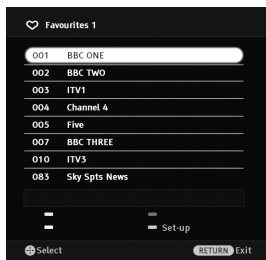 Favourites 1
001 BBC ONE
002 BBC TWO
003 ITV1
004 Channel 4
005 Five
007 BBC THREE
010 ITV3
083 Sky Spts News
Set-up
Select RETURN Exit